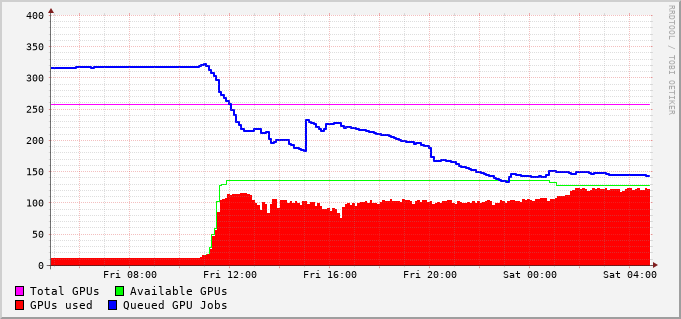 RRDTOOL / TOBI OETIKER
400
350
300
250
200
150
100
50
0
Fri 08:00 Fri 12:00 Fri 16:00 Fri 20:00 Sat 00:00 Sat 04:00
Total GPUs Available GPUs
GPUs used Queued GPU Jobs